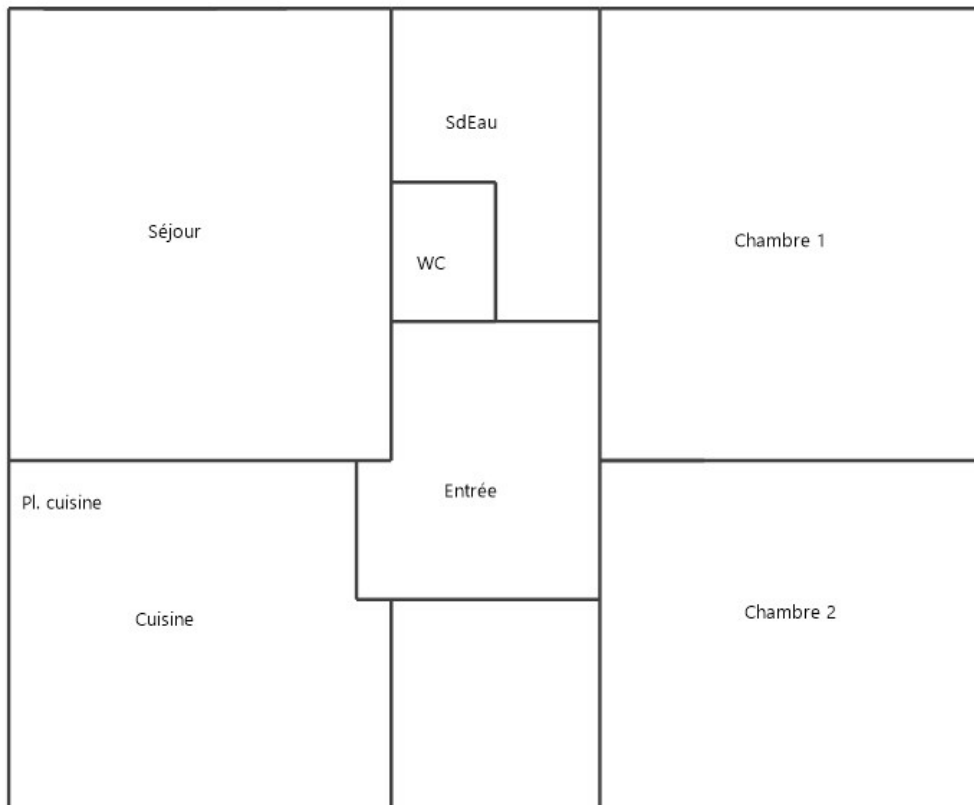 SdEau
Séjour
Chambre 1
WC
Entrée
Pl. cuisine
Cuisine
Chambre 2